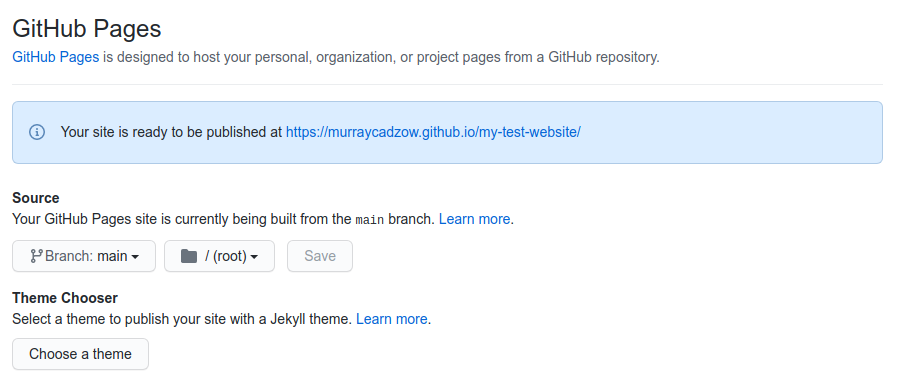 GitHub Pages
GitHub Pages is designed to host your personal, organization, or project pages from a GitHub repository.
Your site is ready to be published at https://murraycadzow.github.io/my-test-website/
Source
Your GitHub Pages site is currently being built from the main branch. Learn more.
Branch: main / (root) Save
Theme Chooser
Select a theme to publish your site with a Jekyll theme. Learn more.
Choose a theme